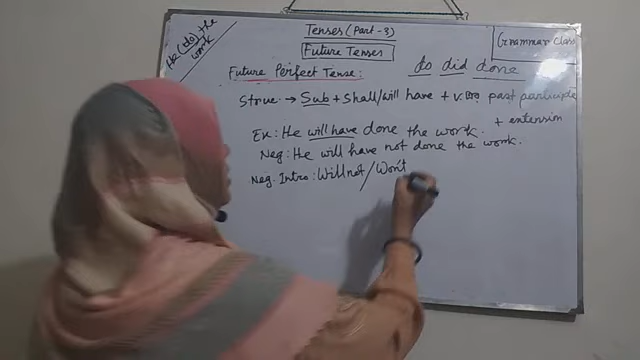 Tenses (Part-3)
Grammar Class
He (do) the
work
Future Tenses
do did done
Future Perfect Tense:
Struc → Sub + Shall/will have + v. past participle
+ extension
Ex: He will have done the work.
Neg: He will have not done the work.
Neg. Intro: Will not/Won't